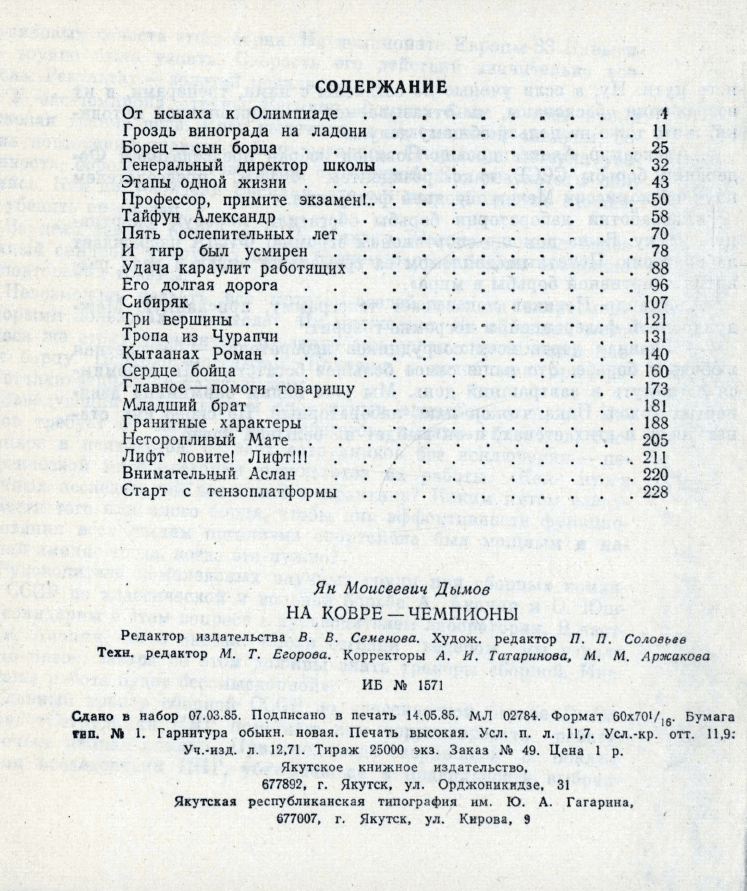 СОДЕРЖАНИЕ
От ысыаха к Олимпиаде . . . . . . . 4
Гроздь винограда на ладони . . . . . . 11
Борец — сын борца . . . . . . . . 25
Генеральный директор школы . . . . . . 32
Этапы одной жизни . . . . . . . . 43
Профессор, примите экзамен!.. . . . . . 50
Тайфун Александр . . . . . . . . 58
Пять ослепительных лет . . . . . . . 70
И тигр был усмирен . . . . . . . . 78
Удача караулит работящих . . . . . . 88
Его долгая дорога . . . . . . . . 96
Сибиряк . . . . . . . . . . 107
Три вершины . . . . . . . . . 121
Тропа из Чурапчи . . . . . . . . 131
Қытаанах Роман . . . . . . . . 140
Сердце бойца . . . . . . . . . 160
Главное — помоги товарищу . . . . . . 173
Младший брат . . . . . . . . . 181
Гранитные характеры . . . . . . . 188
Неторопливый Мате . . . . . . . . 205
Лифт ловите! Лифт!!! . . . . . . . 211
Внимательный Аслан . . . . . . . 220
Старт с тензоплатформы . . . . . . . 228
Ян Моисеевич Дымов
НА КОВРЕ — ЧЕМПИОНЫ
Редактор издательства В. В. Семенова. Худож. редактор П. П. Соловьев
Техн. редактор М. Т. Егорова. Корректоры А. И. Татаринова, М. М. Аржакова
ИБ № 1571
Сдано в набор 07.03.85. Подписано в печать 14.05.85. МЛ 02784. Формат 60х70 1/16. Бумага
тип. № 1. Гарнитура обыкн. новая. Печать высокая. Усл. п. л. 11,7. Усл.-кр. отт. 11,9:
Уч.-изд. л. 12,71. Тираж 25000 экз. Заказ № 49. Цена 1 р.
Якутское книжное издательство.
677892, г. Якутск, ул. Орджоникидзе, 31
Якутская республиканская типография им. Ю. А. Гагарина,
677007, г. Якутск, ул. Кирова, 9